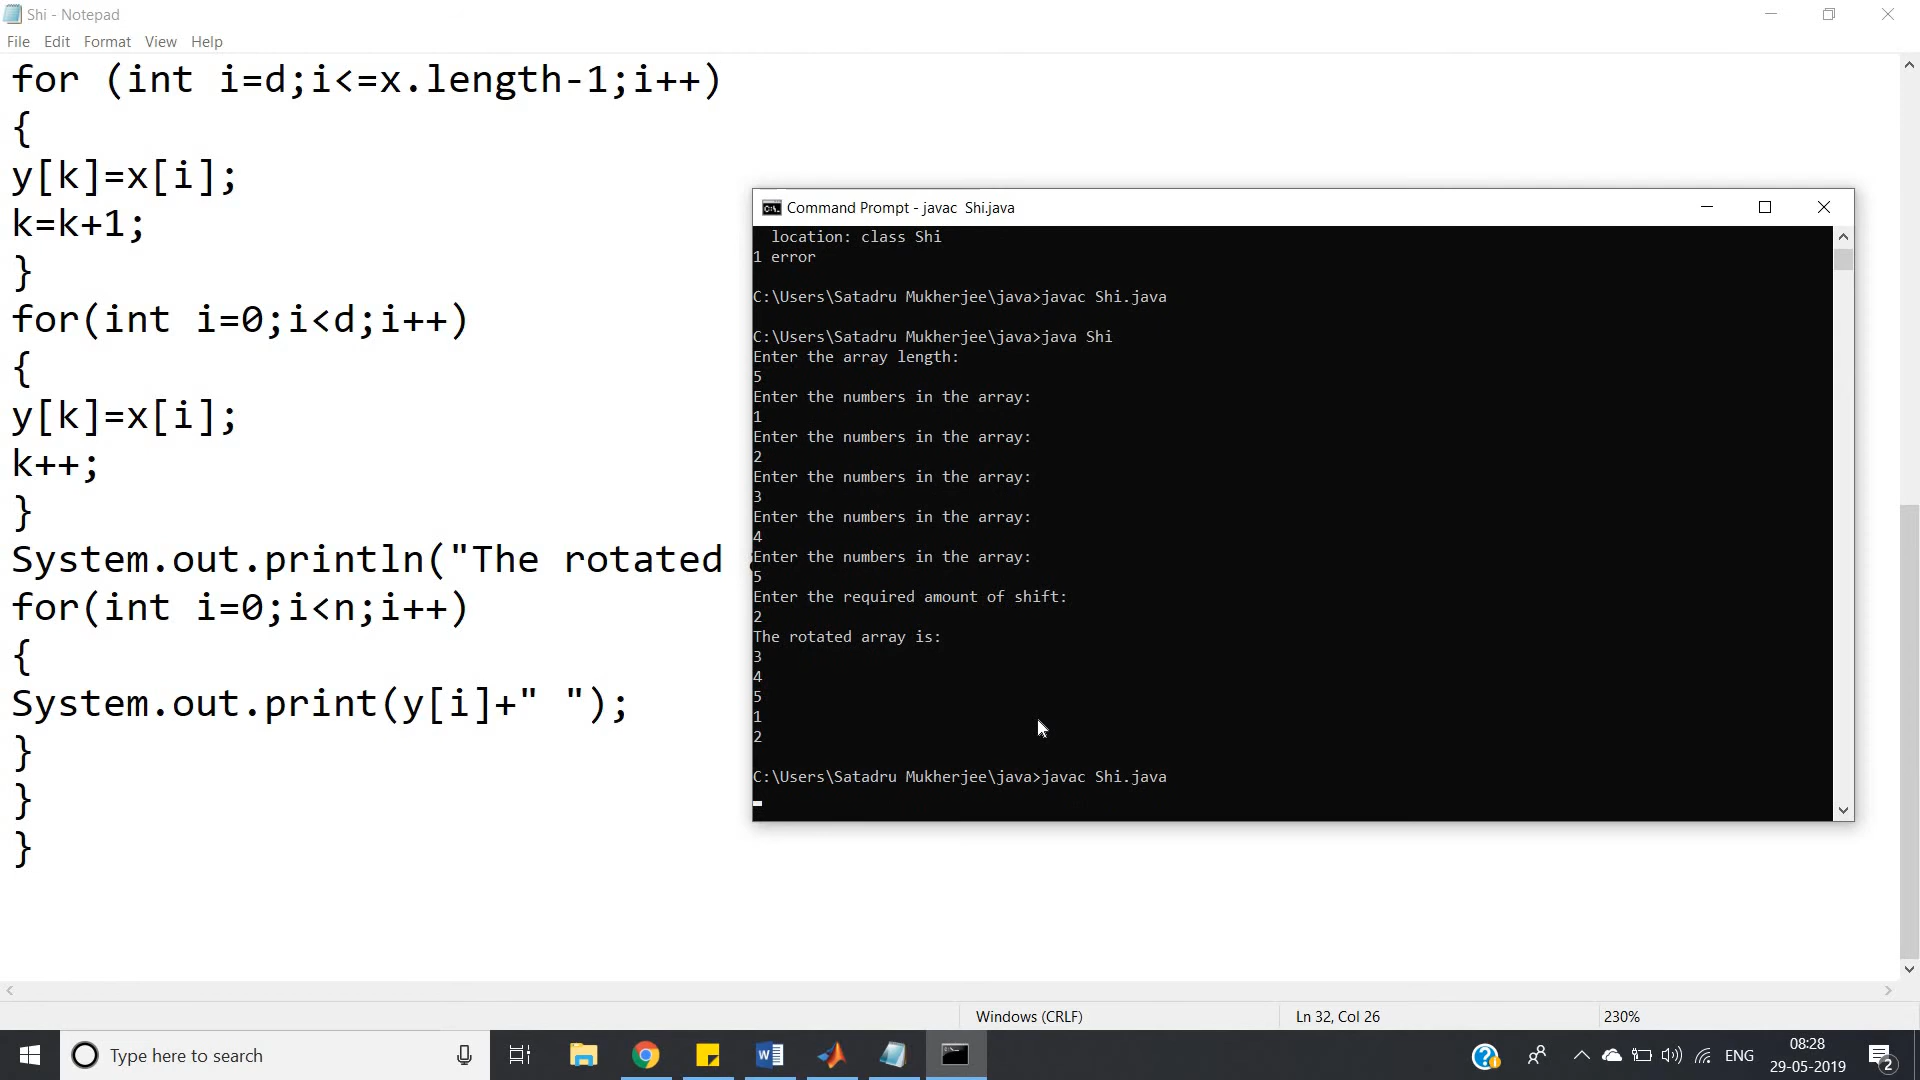 Shi - Notepad
File Edit Format View Help
for (int i=d;i<=x.length-1;i++)
{
y[k]=x[i];
k=k+1;
}
for(int i=0;i<d;i++)
{
y[k]=x[i];
k++;
}
System.out.println("The rotated
for(int i=0;i<n;i++)
{
System.out.print(y[i]+" ");
}
}
}
Command Prompt - javac  Shi.java
location: class Shi
1 error
C:\Users\Satadru Mukherjee\java>javac Shi.java
C:\Users\Satadru Mukherjee\java>java Shi
Enter the array length:
5
Enter the numbers in the array:
1
Enter the numbers in the array:
2
Enter the numbers in the array:
3
Enter the numbers in the array:
4
Enter the numbers in the array:
5
Enter the required amount of shift:
2
The rotated array is:
3
4
5
1
2
C:\Users\Satadru Mukherjee\java>javac Shi.java
Windows (CRLF) Ln 32, Col 26 230%
Type here to search
ENG
08:28
29-05-2019
2